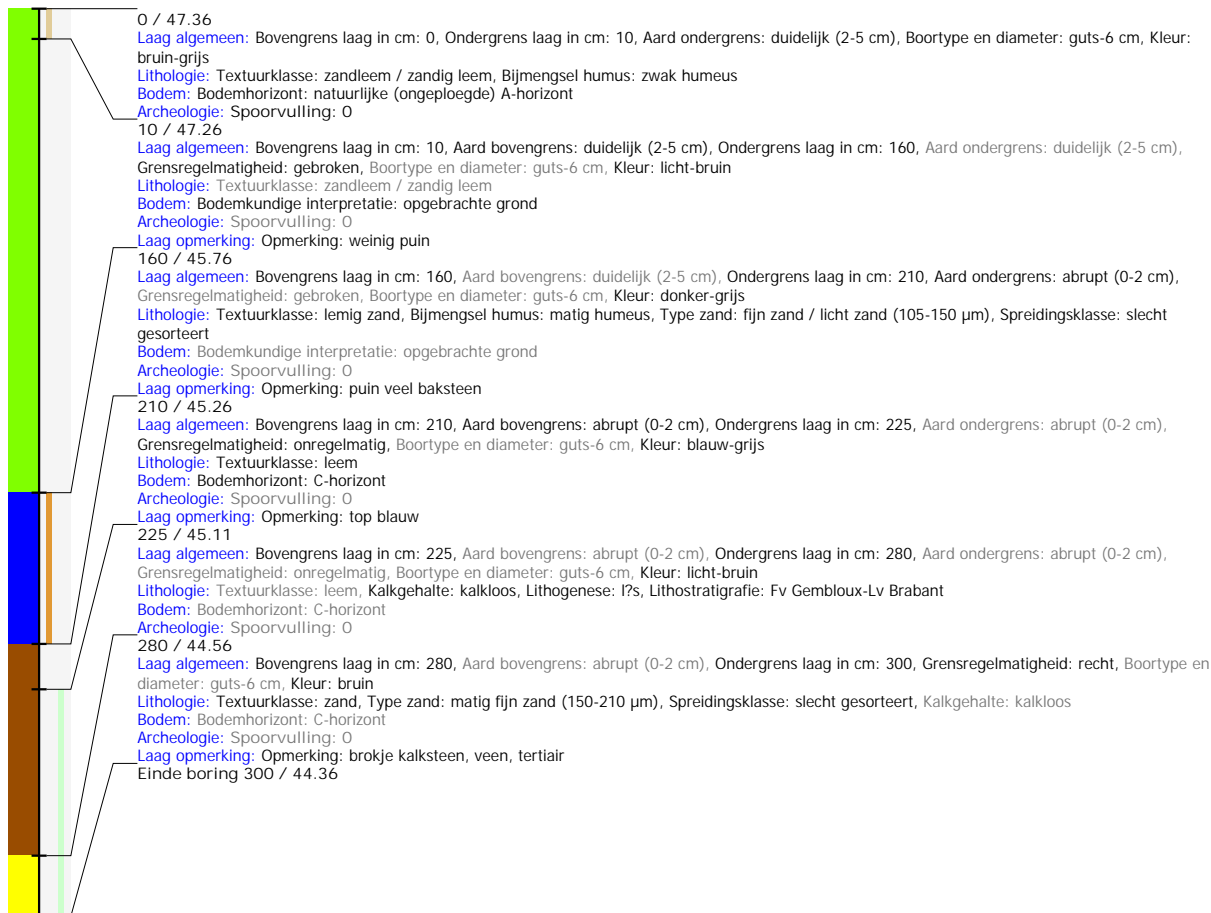 0 / 47.36
Laag algemeen: Bovengrens laag in cm: 0, Ondergrens laag in cm: 10, Aard ondergrens: duidelijk (2-5 cm), Boortype en diameter: guts-6 cm, Kleur:
bruin-grijs
Lithologie: Textuurklasse: zandleem / zandig leem, Bijmengsel humus: zwak humeus
Bodem: Bodemhorizont: natuurlijke (ongeploegde) A-horizont
Archeologie: Spoorvulling: 0
10 / 47.26
Laag algemeen: Bovengrens laag in cm: 10, Aard bovengrens: duidelijk (2-5 cm), Ondergrens laag in cm: 160, Aard ondergrens: duidelijk (2-5 cm),
Grensregelmatigheid: gebroken, Boortype en diameter: guts-6 cm, Kleur: licht-bruin
Lithologie: Textuurklasse: zandleem / zandig leem
Bodem: Bodemkundige interpretatie: opgebrachte grond
Archeologie: Spoorvulling: 0
Laag opmerking: Opmerking: weinig puin
160 / 45.76
Laag algemeen: Bovengrens laag in cm: 160, Aard bovengrens: duidelijk (2-5 cm), Ondergrens laag in cm: 210, Aard ondergrens: abrupt (0-2 cm),
Grensregelmatigheid: gebroken, Boortype en diameter: guts-6 cm, Kleur: donker-grijs
Lithologie: Textuurklasse: lemig zand, Bijmengsel humus: matig humeus, Type zand: fijn zand / licht zand (105-150 µm), Spreidingsklasse: slecht
gesorteert
Bodem: Bodemkundige interpretatie: opgebrachte grond
Archeologie: Spoorvulling: 0
Laag opmerking: Opmerking: puin veel baksteen
210 / 45.26
Laag algemeen: Bovengrens laag in cm: 210, Aard bovengrens: abrupt (0-2 cm), Ondergrens laag in cm: 225, Aard ondergrens: abrupt (0-2 cm),
Grensregelmatigheid: onregelmatig, Boortype en diameter: guts-6 cm, Kleur: blauw-grijs
Lithologie: Textuurklasse: leem
Bodem: Bodemhorizont: C-horizont
Archeologie: Spoorvulling: 0
Laag opmerking: Opmerking: top blauw
225 / 45.11
Laag algemeen: Bovengrens laag in cm: 225, Aard bovengrens: abrupt (0-2 cm), Ondergrens laag in cm: 280, Aard ondergrens: abrupt (0-2 cm),
Grensregelmatigheid: onregelmatig, Boortype en diameter: guts-6 cm, Kleur: licht-bruin
Lithologie: Textuurklasse: leem, Kalkgehalte: kalkloos, Lithogenese: l?s, Lithostratigrafie: Fv Gembloux-Lv Brabant
Bodem: Bodemhorizont: C-horizont
Archeologie: Spoorvulling: 0
280 / 44.56
Laag algemeen: Bovengrens laag in cm: 280, Aard bovengrens: abrupt (0-2 cm), Ondergrens laag in cm: 300, Grensregelmatigheid: recht, Boortype en
diameter: guts-6 cm, Kleur: bruin
Lithologie: Textuurklasse: zand, Type zand: matig fijn zand (150-210 µm), Spreidingsklasse: slecht gesorteert, Kalkgehalte: kalkloos
Bodem: Bodemhorizont: C-horizont
Archeologie: Spoorvulling: 0
Laag opmerking: Opmerking: brokje kalksteen, veen, tertiair
Einde boring 300 / 44.36